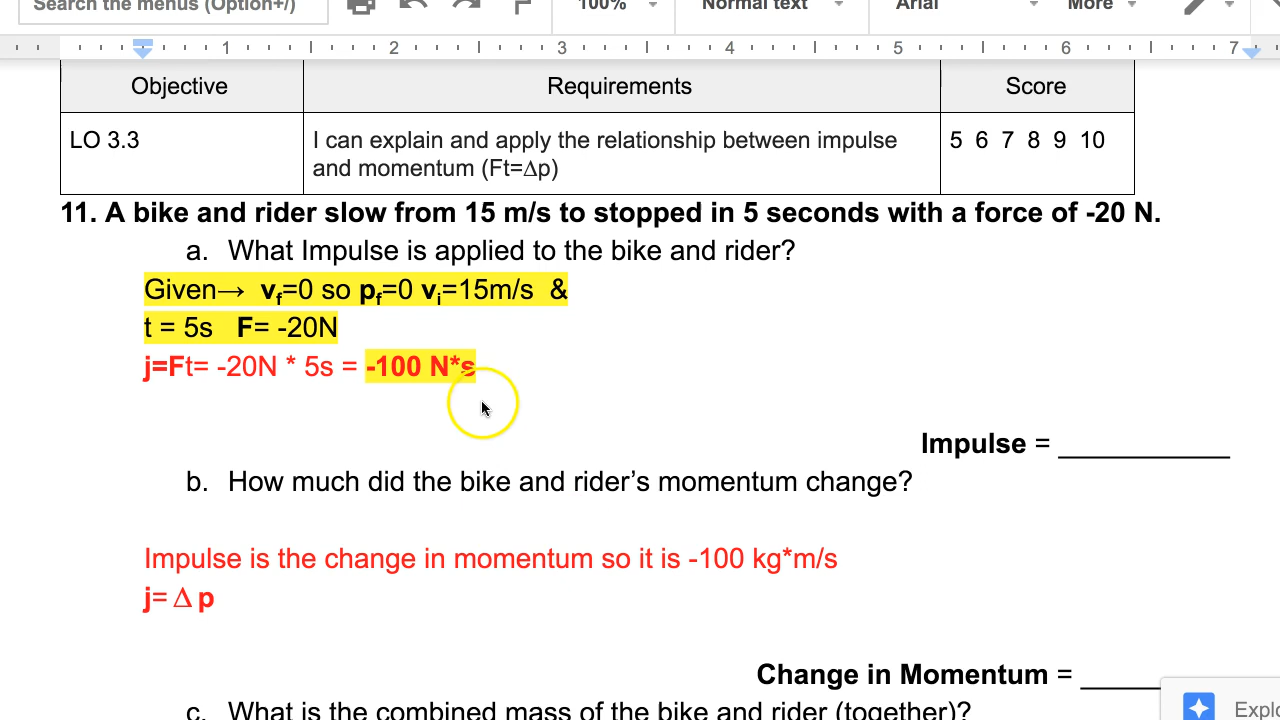 Search the menus (Option+/) 100% Normal text Arial More
1 2 3 4 5 6 7
Objective Requirements Score
LO 3.3 I can explain and apply the relationship between impulse 5 6 7 8 9 10
and momentum (Ft=Δp)
11. A bike and rider slow from 15 m/s to stopped in 5 seconds with a force of -20 N.
a. What Impulse is applied to the bike and rider?
Given→ vf=0 so pf=0 vi=15m/s &
t = 5s F= -20N
j=Ft= -20N * 5s = -100 N*s
Impulse = ____________
b. How much did the bike and rider’s momentum change?
Impulse is the change in momentum so it is -100 kg*m/s
j= Δ p
Change in Momentum = ______
c. What is the combined mass of the bike and rider (together)?